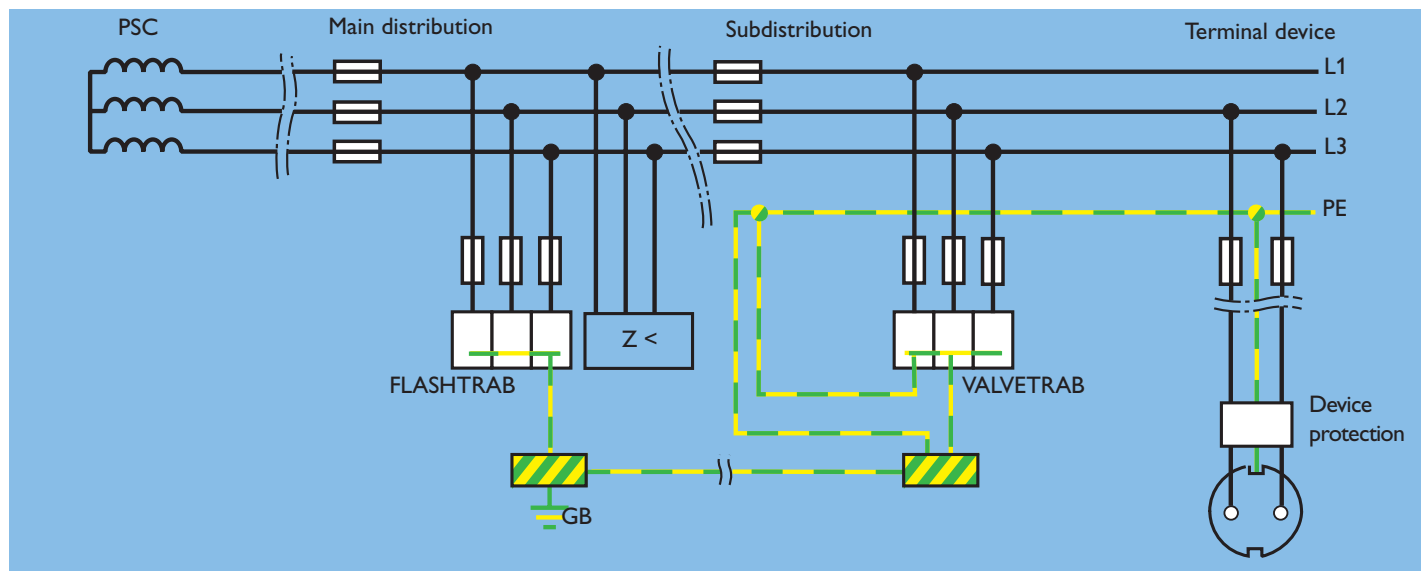 PSC
Main distribution
Subdistribution
Terminal device
L1
L2
L3
PE
Z <
FLASHTRAB
VALVETRAB
Device
protection
GB